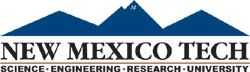 NEW MEXICO TECH
SCIENCE • ENGINEERING • RESEARCH • UNIVERSITY